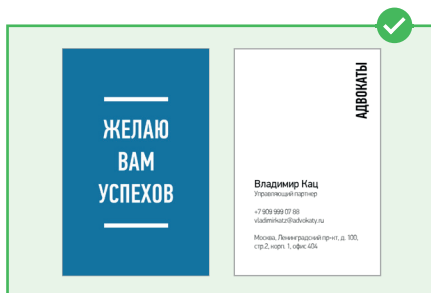 ЖЕЛАЮ
ВАМ
УСПЕХОВ
АДВОКАТЫ
Владимир Кац
Управляющий партнер
+7 909 999 07 88
vladimirkatz@advokaty.ru
Москва, Ленинградский пр-кт, д. 100,
стр.2, корп. 1, офис 404